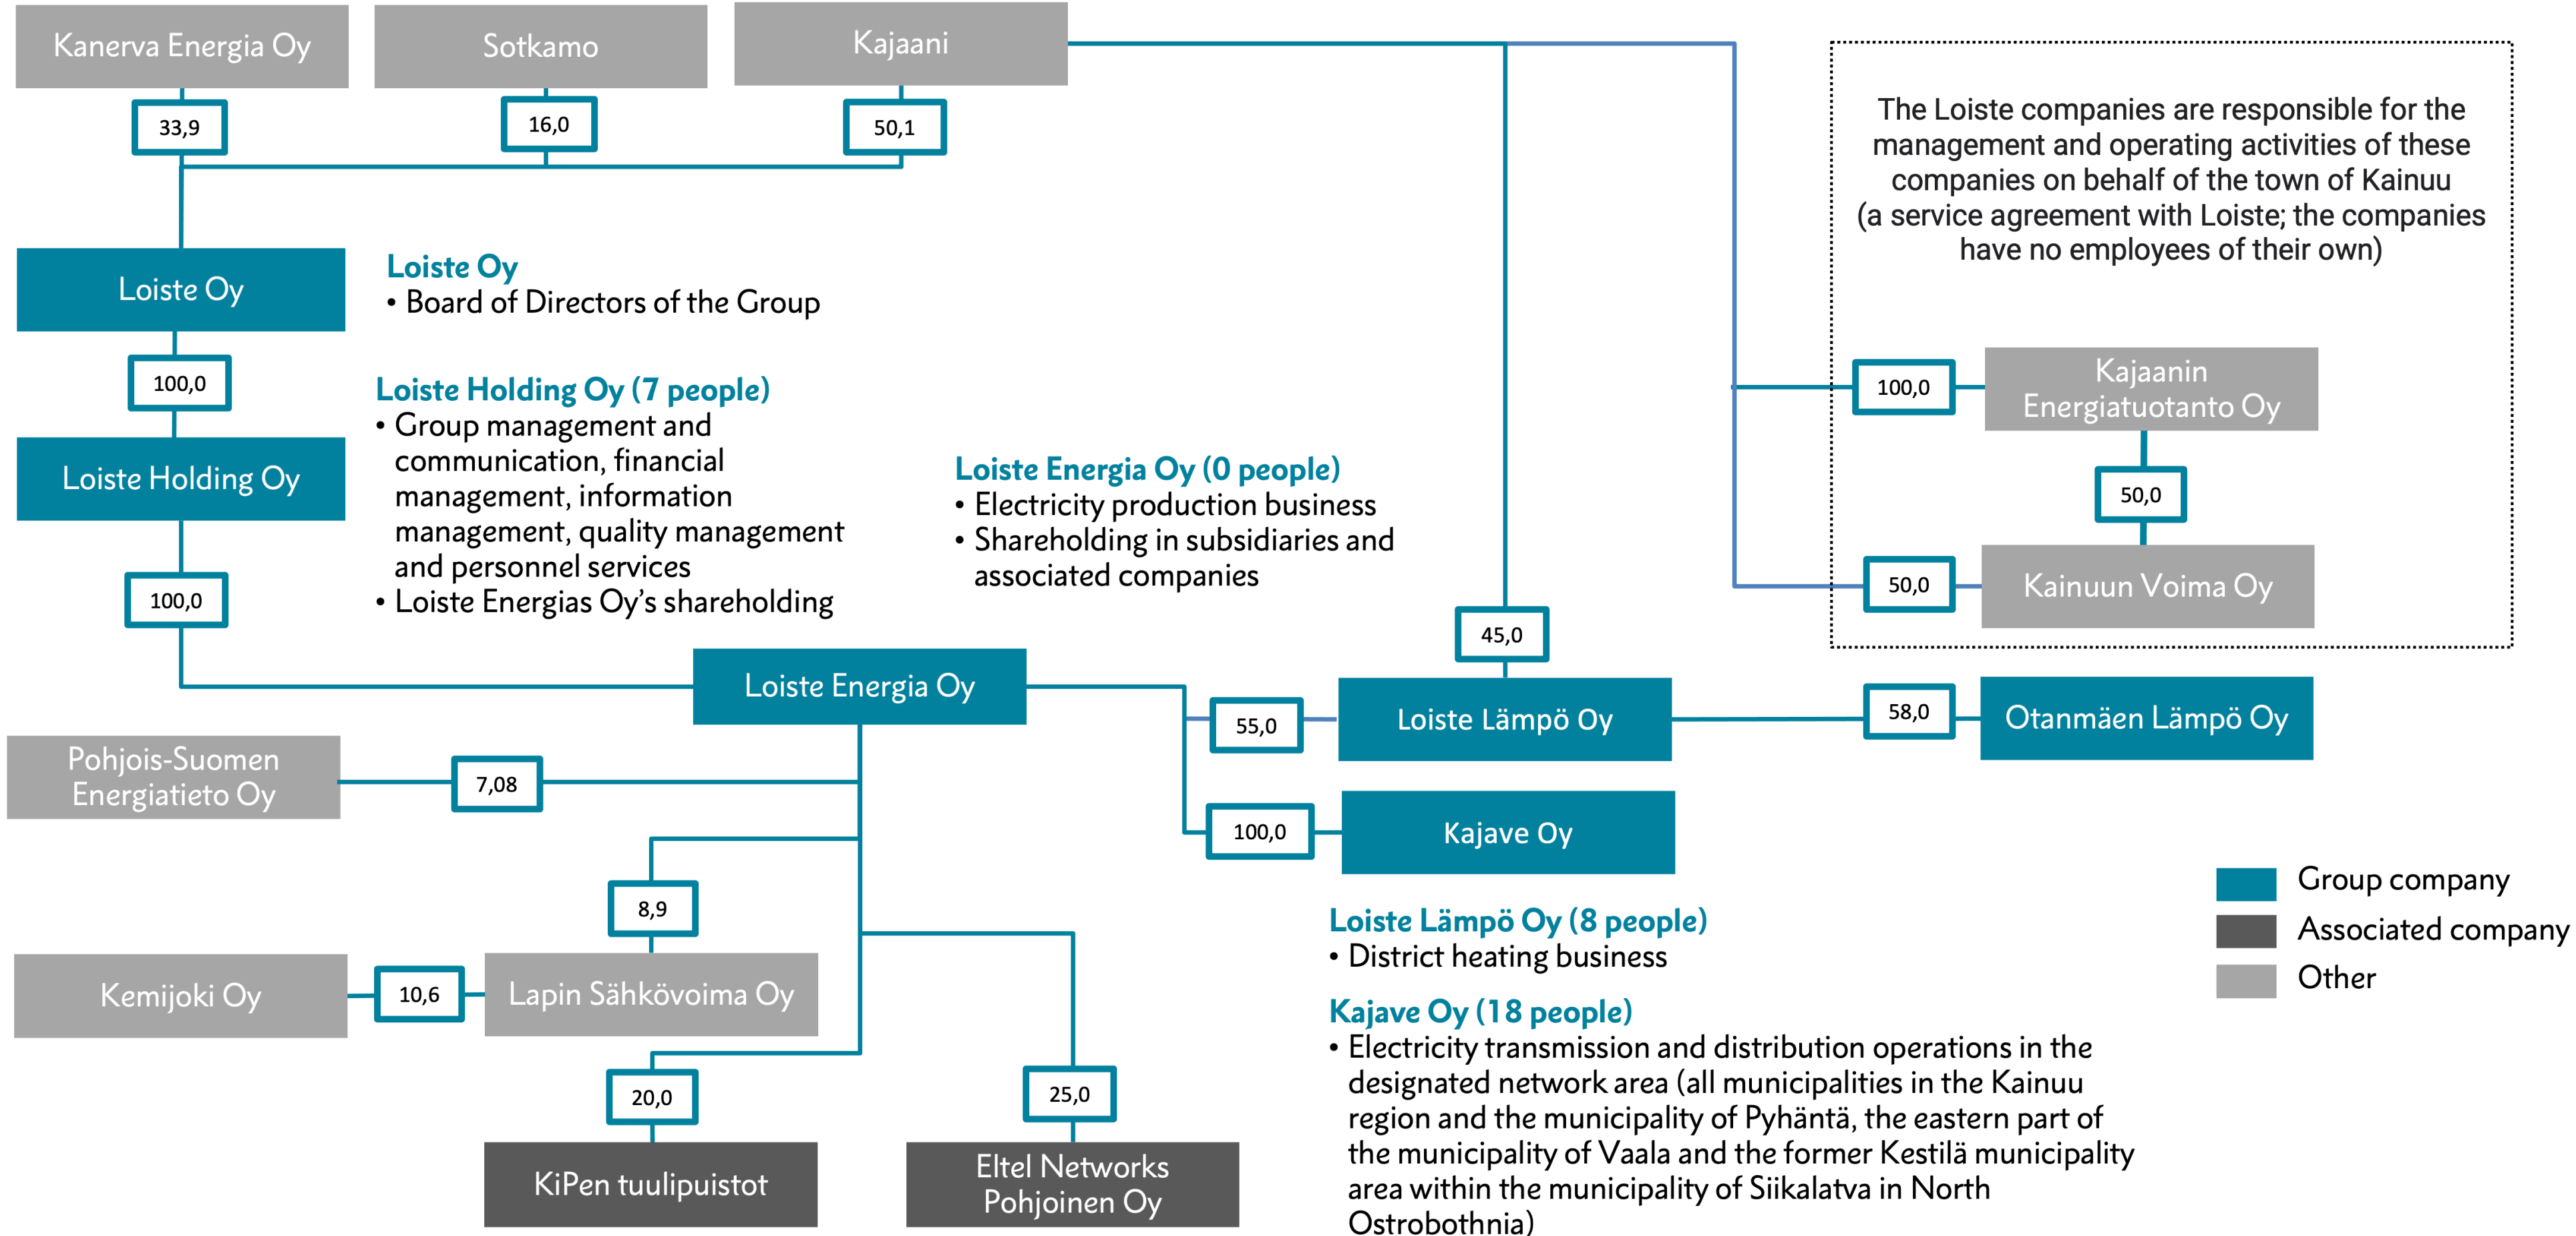 Kanerva Energia Oy
Sotkamo
Kajaani
33,9
16,0
50,1
The Loiste companies are responsible for the
management and operating activities of these
companies on behalf of the town of Kainuu
(a service agreement with Loiste; the companies
have no employees of their own)
Loiste Oy
Loiste Oy
• Board of Directors of the Group
100,0
Loiste Holding Oy (7 people)
• Group management and
communication, financial
management, information
management, quality management
and personnel services
• Loiste Energias Oy’s shareholding
Loiste Holding Oy
100,0
Loiste Energia Oy (0 people)
• Electricity production business
• Shareholding in subsidiaries and
associated companies
100,0
Kajaanin
Energiatuotanto Oy
50,0
50,0
Kainuun Voima Oy
45,0
Loiste Energia Oy
55,0
Loiste Lämpö Oy
58,0
Otanmäen Lämpö Oy
Pohjois-Suomen
Energiatieto Oy
7,08
100,0
Kajave Oy
8,9
Kemijoki Oy
10,6
Lapin Sähkövoima Oy
20,0
25,0
KiPen tuulipuistot
Eltel Networks
Pohjoinen Oy
Loiste Lämpö Oy (8 people)
• District heating business
Kajave Oy (18 people)
• Electricity transmission and distribution operations in the
designated network area (all municipalities in the Kainuu
region and the municipality of Pyhäntä, the eastern part of
the municipality of Vaala and the former Kestilä municipality
area within the municipality of Siikalatva in North
Ostrobothnia)
Group company
Associated company
Other